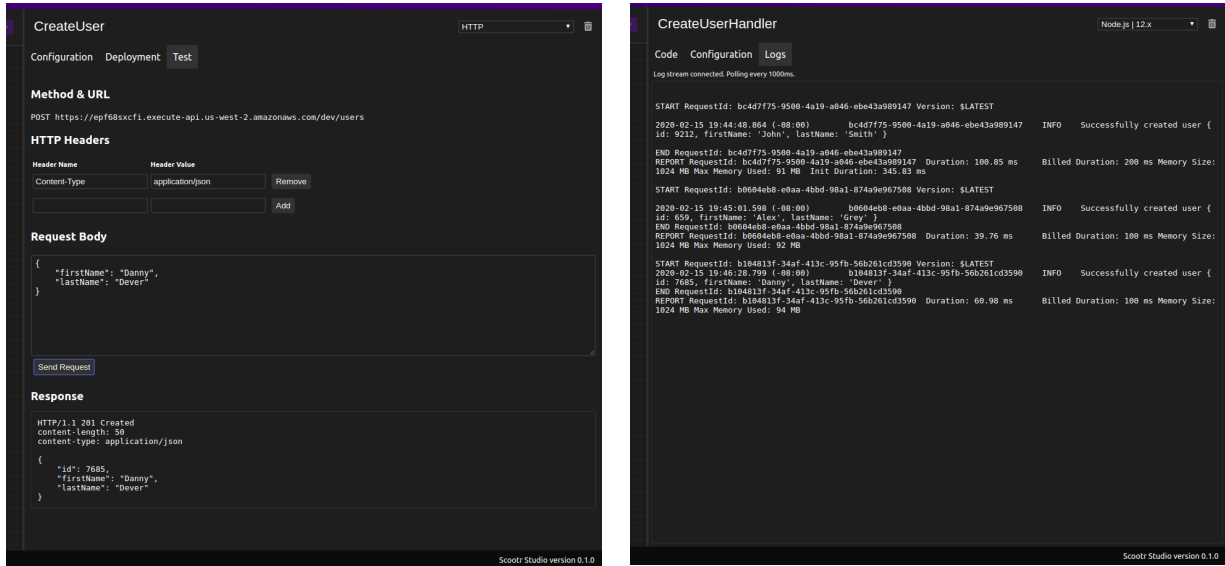 CreateUser
HTTP
Configuration Deployment Test
Method & URL
POST https://epf68sxcfi.execute-api.us-west-2.amazonaws.com/dev/users
HTTP Headers
Header Name Header Value
Content-Type application/json Remove
Add
Request Body
{
"firstName": "Danny",
"lastName": "Dever"
}
Send Request
Response
HTTP/1.1 201 Created
content-length: 50
content-type: application/json
{
"id": 7685,
"firstName": "Danny",
"lastName": "Dever"
}
Scootr Studio version 0.1.0
CreateUserHandler
Node.js | 12.x
Code Configuration Logs
Log stream connected. Polling every 1000ms.
START RequestId: bc4d7f75-9500-4a19-a046-ebe43a989147 Version: $LATEST
2020-02-15 19:44:48.864 (-08:00) bc4d7f75-9500-4a19-a046-ebe43a989147 INFO Successfully created user {
id: 9212, firstName: 'John', lastName: 'Smith' }
END RequestId: bc4d7f75-9500-4a19-a046-ebe43a989147
REPORT RequestId: bc4d7f75-9500-4a19-a046-ebe43a989147 Duration: 100.85 ms Billed Duration: 200 ms Memory Size:
1024 MB Max Memory Used: 91 MB Init Duration: 345.83 ms
START RequestId: b0604eb8-e0aa-4bbd-98a1-874a9e967508 Version: $LATEST
2020-02-15 19:45:01.598 (-08:00) b0604eb8-e0aa-4bbd-98a1-874a9e967508 INFO Successfully created user {
id: 659, firstName: 'Alex', lastName: 'Grey' }
END RequestId: b0604eb8-e0aa-4bbd-98a1-874a9e967508
REPORT RequestId: b0604eb8-e0aa-4bbd-98a1-874a9e967508 Duration: 39.76 ms Billed Duration: 100 ms Memory Size:
1024 MB Max Memory Used: 92 MB
START RequestId: b104813f-34af-413c-95fb-56b261cd3590 Version: $LATEST
2020-02-15 19:46:28.799 (-08:00) b104813f-34af-413c-95fb-56b261cd3590 INFO Successfully created user {
id: 7685, firstName: 'Danny', lastName: 'Dever' }
END RequestId: b104813f-34af-413c-95fb-56b261cd3590
REPORT RequestId: b104813f-34af-413c-95fb-56b261cd3590 Duration: 60.98 ms Billed Duration: 100 ms Memory Size:
1024 MB Max Memory Used: 94 MB
Scootr Studio version 0.1.0